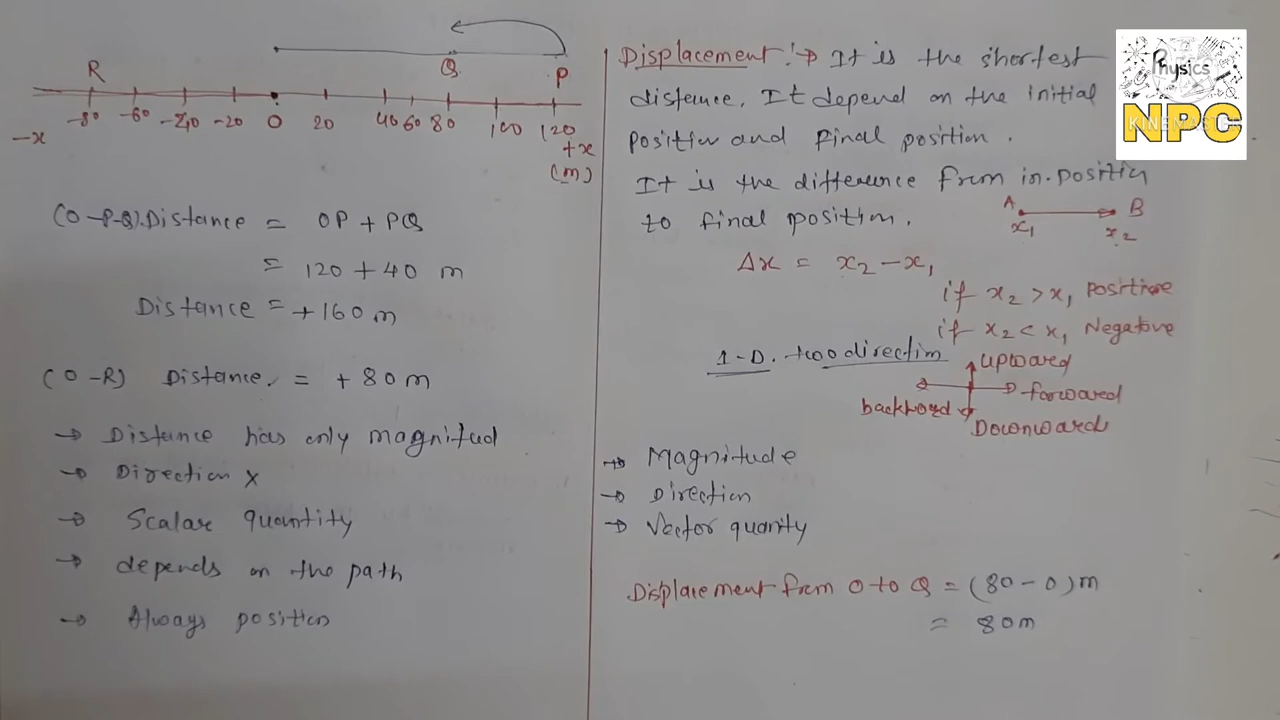 R
Q
P
-80 -60 -40 -20 0 20 40 60 80 100 120
-x
+x
(m)
(O-P-Q). Distance = OP + PQ
= 120 + 40 m
Distance = +160 m
(O-R) Distance. = + 80 m
→ Distance has only magnitud
→ Direction x
→ Scalar quantity
→ depends on the path
→ Always position
Displacement :→ It is the shortest
distance. It depend on the initial
position and final position.
It is the difference from in.position
to final position.
A B
x₁ x₂
Δx = x₂ - x₁
if x₂ > x₁ Positive
if x₂ < x₁ Negative
1-D. two direction
upward
forward
backword
Downward
→ Magnitude
→ Direction
→ Vector quanity
Displacement from O to Q = (80 - 0) m
= 80 m
Physics
NPC
KINEMASTER